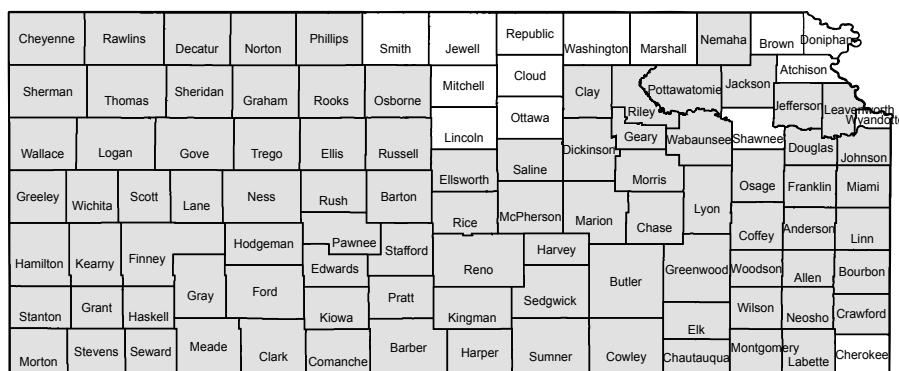 Cheyenne Rawlins Decatur Norton Phillips Smith Jewell Republic Washington Marshall Nemaha Brown Doniphan
Atchison
Sherman Thomas Sheridan Graham Rooks Osborne Mitchell Cloud Clay Riley Pottawatomie Jackson Jefferson Leavenworth Wyandotte
Ottawa
Wallace Logan Gove Trego Ellis Russell Lincoln Saline Dickinson Geary Wabaunsee Shawnee Douglas Johnson
Ellsworth Morris
Greeley Wichita Scott Lane Ness Rush Barton Rice McPherson Marion Chase Lyon Osage Franklin Miami
Hamilton Kearny Finney Hodgeman Pawnee Stafford Reno Harvey Butler Greenwood Coffey Anderson Linn
Edwards
Gray Ford Pratt Sedgwick Woodson Allen Bourbon
Stanton Grant Haskell Kiowa Kingman Elk Wilson Neosho Crawford
Morton Stevens Seward Meade Clark Comanche Barber Harper Sumner Cowley Chautauqua Montgomery Labette Cherokee